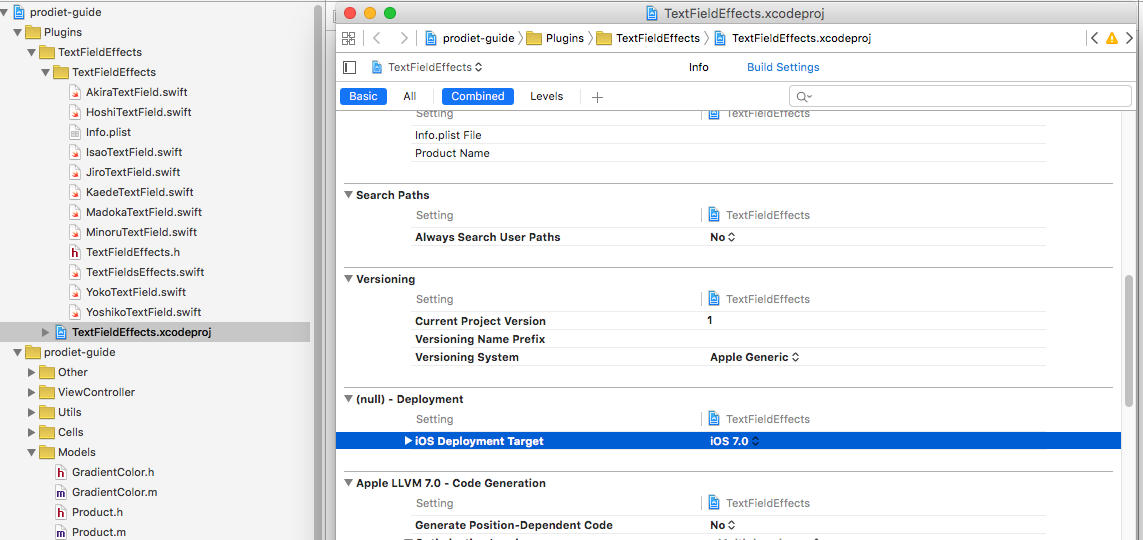 prodiet-guide
Plugins
TextFieldEffects
TextFieldEffects
AkiraTextField.swift
HoshiTextField.swift
Info.plist
IsaoTextField.swift
JiroTextField.swift
KaedeTextField.swift
MadokaTextField.swift
MinoruTextField.swift
TextFieldEffects.h
TextFieldsEffects.swift
YokoTextField.swift
YoshikoTextField.swift
TextFieldEffects.xcodeproj
prodiet-guide
Other
ViewController
Utils
Cells
Models
GradientColor.h
GradientColor.m
Product.h
Product.m
TextFieldEffects.xcodeproj
prodiet-guide Plugins TextFieldEffects TextFieldEffects.xcodeproj
TextFieldEffects Info Build Settings
Basic All Combined Levels
Setting TextFieldEffects
Info.plist File
Product Name
Search Paths
Setting TextFieldEffects
Always Search User Paths No
Versioning
Setting TextFieldEffects
Current Project Version 1
Versioning Name Prefix
Versioning System Apple Generic
(null) - Deployment
Setting TextFieldEffects
iOS Deployment Target iOS 7.0
Apple LLVM 7.0 - Code Generation
Setting TextFieldEffects
Generate Position-Dependent Code No